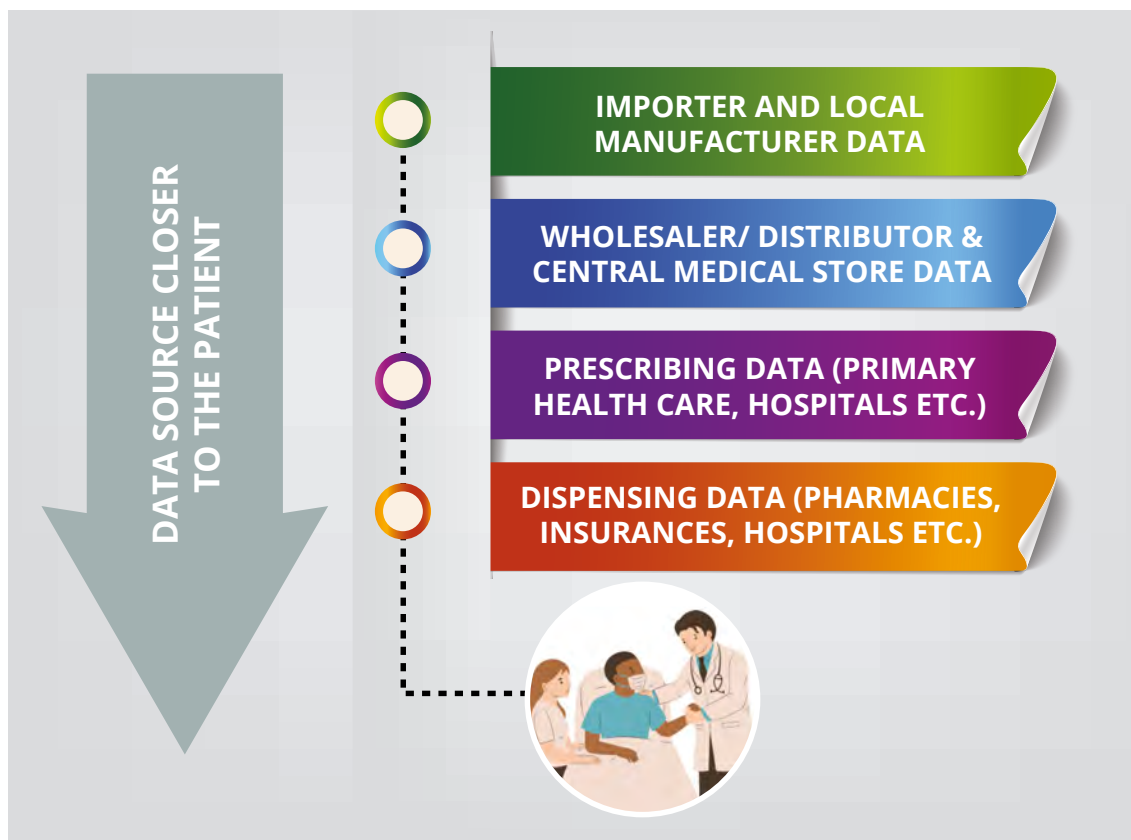 DATA SOURCE CLOSER
TO THE PATIENT
IMPORTER AND LOCAL
MANUFACTURER DATA
WHOLESALER/ DISTRIBUTOR &
CENTRAL MEDICAL STORE DATA
PRESCRIBING DATA (PRIMARY
HEALTH CARE, HOSPITALS ETC.)
DISPENSING DATA (PHARMACIES,
INSURANCES, HOSPITALS ETC.)